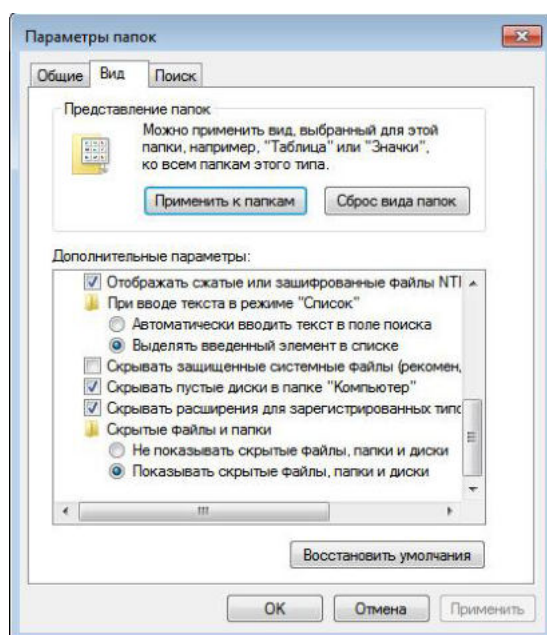 Параметры папок
Общие Вид Поиск
Представление папок
Можно применить вид, выбранный для этой
папки, например, "Таблица" или "Значки",
ко всем папкам этого типа.
Применить к папкам Сброс вида папок
Дополнительные параметры:
Отображать сжатые или зашифрованные файлы NTI
При вводе текста в режиме "Список"
Автоматически вводить текст в поле поиска
Выделять введенный элемент в списке
Скрывать защищенные системные файлы (рекомен,
Скрывать пустые диски в папке "Компьютер"
Скрывать расширения для зарегистрированных типо
Скрытые файлы и папки
Не показывать скрытые файлы, папки и диски
Показывать скрытые файлы, папки и диски
Восстановить умолчания
OK Отмена Применить